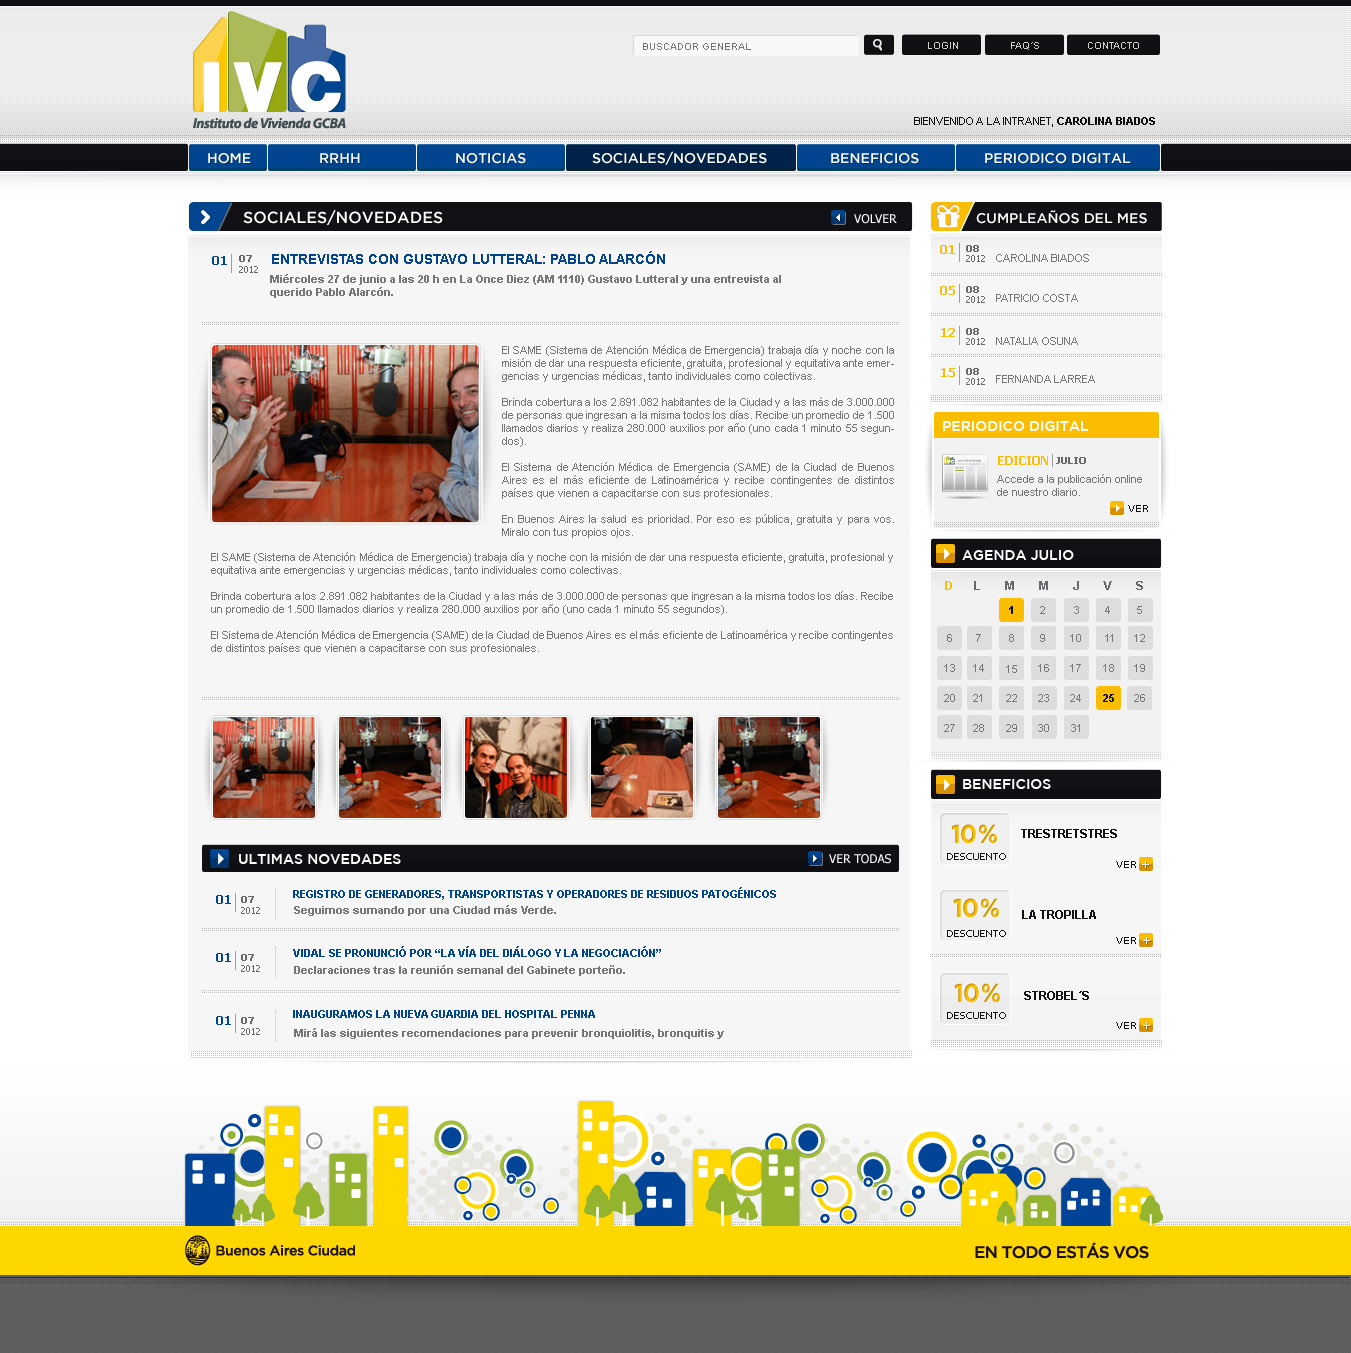 ivc
Instituto de Vivienda GCBA
BUSCADOR GENERAL
LOGIN
FAQ´S
CONTACTO
BIENVENIDO A LA INTRANET, CAROLINA BIADOS
HOME
RRHH
NOTICIAS
SOCIALES/NOVEDADES
BENEFICIOS
PERIODICO DIGITAL
SOCIALES/NOVEDADES
VOLVER
01 07 2012
ENTREVISTAS CON GUSTAVO LUTTERAL: PABLO ALARCÓN
Miércoles 27 de junio a las 20 h en La Once Diez (AM 1110) Gustavo Lutteral y una entrevista al
querido Pablo Alarcón.
El SAME (Sistema de Atención Médica de Emergencia) trabaja día y noche con la
misión de dar una respuesta eficiente, gratuita, profesional y equitativa ante emer-
gencias y urgencias médicas, tanto individuales como colectivas.
Brinda cobertura a los 2.891.082 habitantes de la Ciudad y a las más de 3.000.000
de personas que ingresan a la misma todos los días. Recibe un promedio de 1.500
llamados diarios y realiza 280.000 auxilios por año (uno cada 1 minuto 55 segun-
dos).
El Sistema de Atención Médica de Emergencia (SAME) de la Ciudad de Buenos
Aires es el más eficiente de Latinoamérica y recibe contingentes de distintos
países que vienen a capacitarse con sus profesionales.
En Buenos Aires la salud es prioridad. Por eso es pública, gratuita y para vos.
Miralo con tus propios ojos.
El SAME (Sistema de Atención Médica de Emergencia) trabaja día y noche con la misión de dar una respuesta eficiente, gratuita, profesional y
equitativa ante emergencias y urgencias médicas, tanto individuales como colectivas.
Brinda cobertura a los 2.891.082 habitantes de la Ciudad y a las más de 3.000.000 de personas que ingresan a la misma todos los días. Recibe
un promedio de 1.500 llamados diarios y realiza 280.000 auxilios por año (uno cada 1 minuto 55 segundos).
El Sistema de Atención Médica de Emergencia (SAME) de la Ciudad de Buenos Aires es el más eficiente de Latinoamérica y recibe contingentes
de distintos países que vienen a capacitarse con sus profesionales.
ULTIMAS NOVEDADES
VER TODAS
01 07 2012
REGISTRO DE GENERADORES, TRANSPORTISTAS Y OPERADORES DE RESIDUOS PATOGÉNICOS
Seguimos sumando por una Ciudad más Verde.
01 07 2012
VIDAL SE PRONUNCIÓ POR “LA VÍA DEL DIÁLOGO Y LA NEGOCIACIÓN”
Declaraciones tras la reunión semanal del Gabinete porteño.
01 07 2012
INAUGURAMOS LA NUEVA GUARDIA DEL HOSPITAL PENNA
Mirá las siguientes recomendaciones para prevenir bronquiolitis, bronquitis y
CUMPLEAÑOS DEL MES
01 08 2012 CAROLINA BIADOS
05 08 2012 PATRICIO COSTA
12 08 2012 NATALIA OSUNA
15 08 2012 FERNANDA LARREA
PERIODICO DIGITAL
EDICION JULIO
Accede a la publicación online
de nuestro diario.
VER
AGENDA JULIO
D L M M J V S
1 2 3 4 5
6 7 8 9 10 11 12
13 14 15 16 17 18 19
20 21 22 23 24 25 26
27 28 29 30 31
BENEFICIOS
10%
DESCUENTO
TRESTRETSTRES
VER
10%
DESCUENTO
LA TROPILLA
VER
10%
DESCUENTO
STROBEL´S
VER
Buenos Aires Ciudad
EN TODO ESTÁS VOS